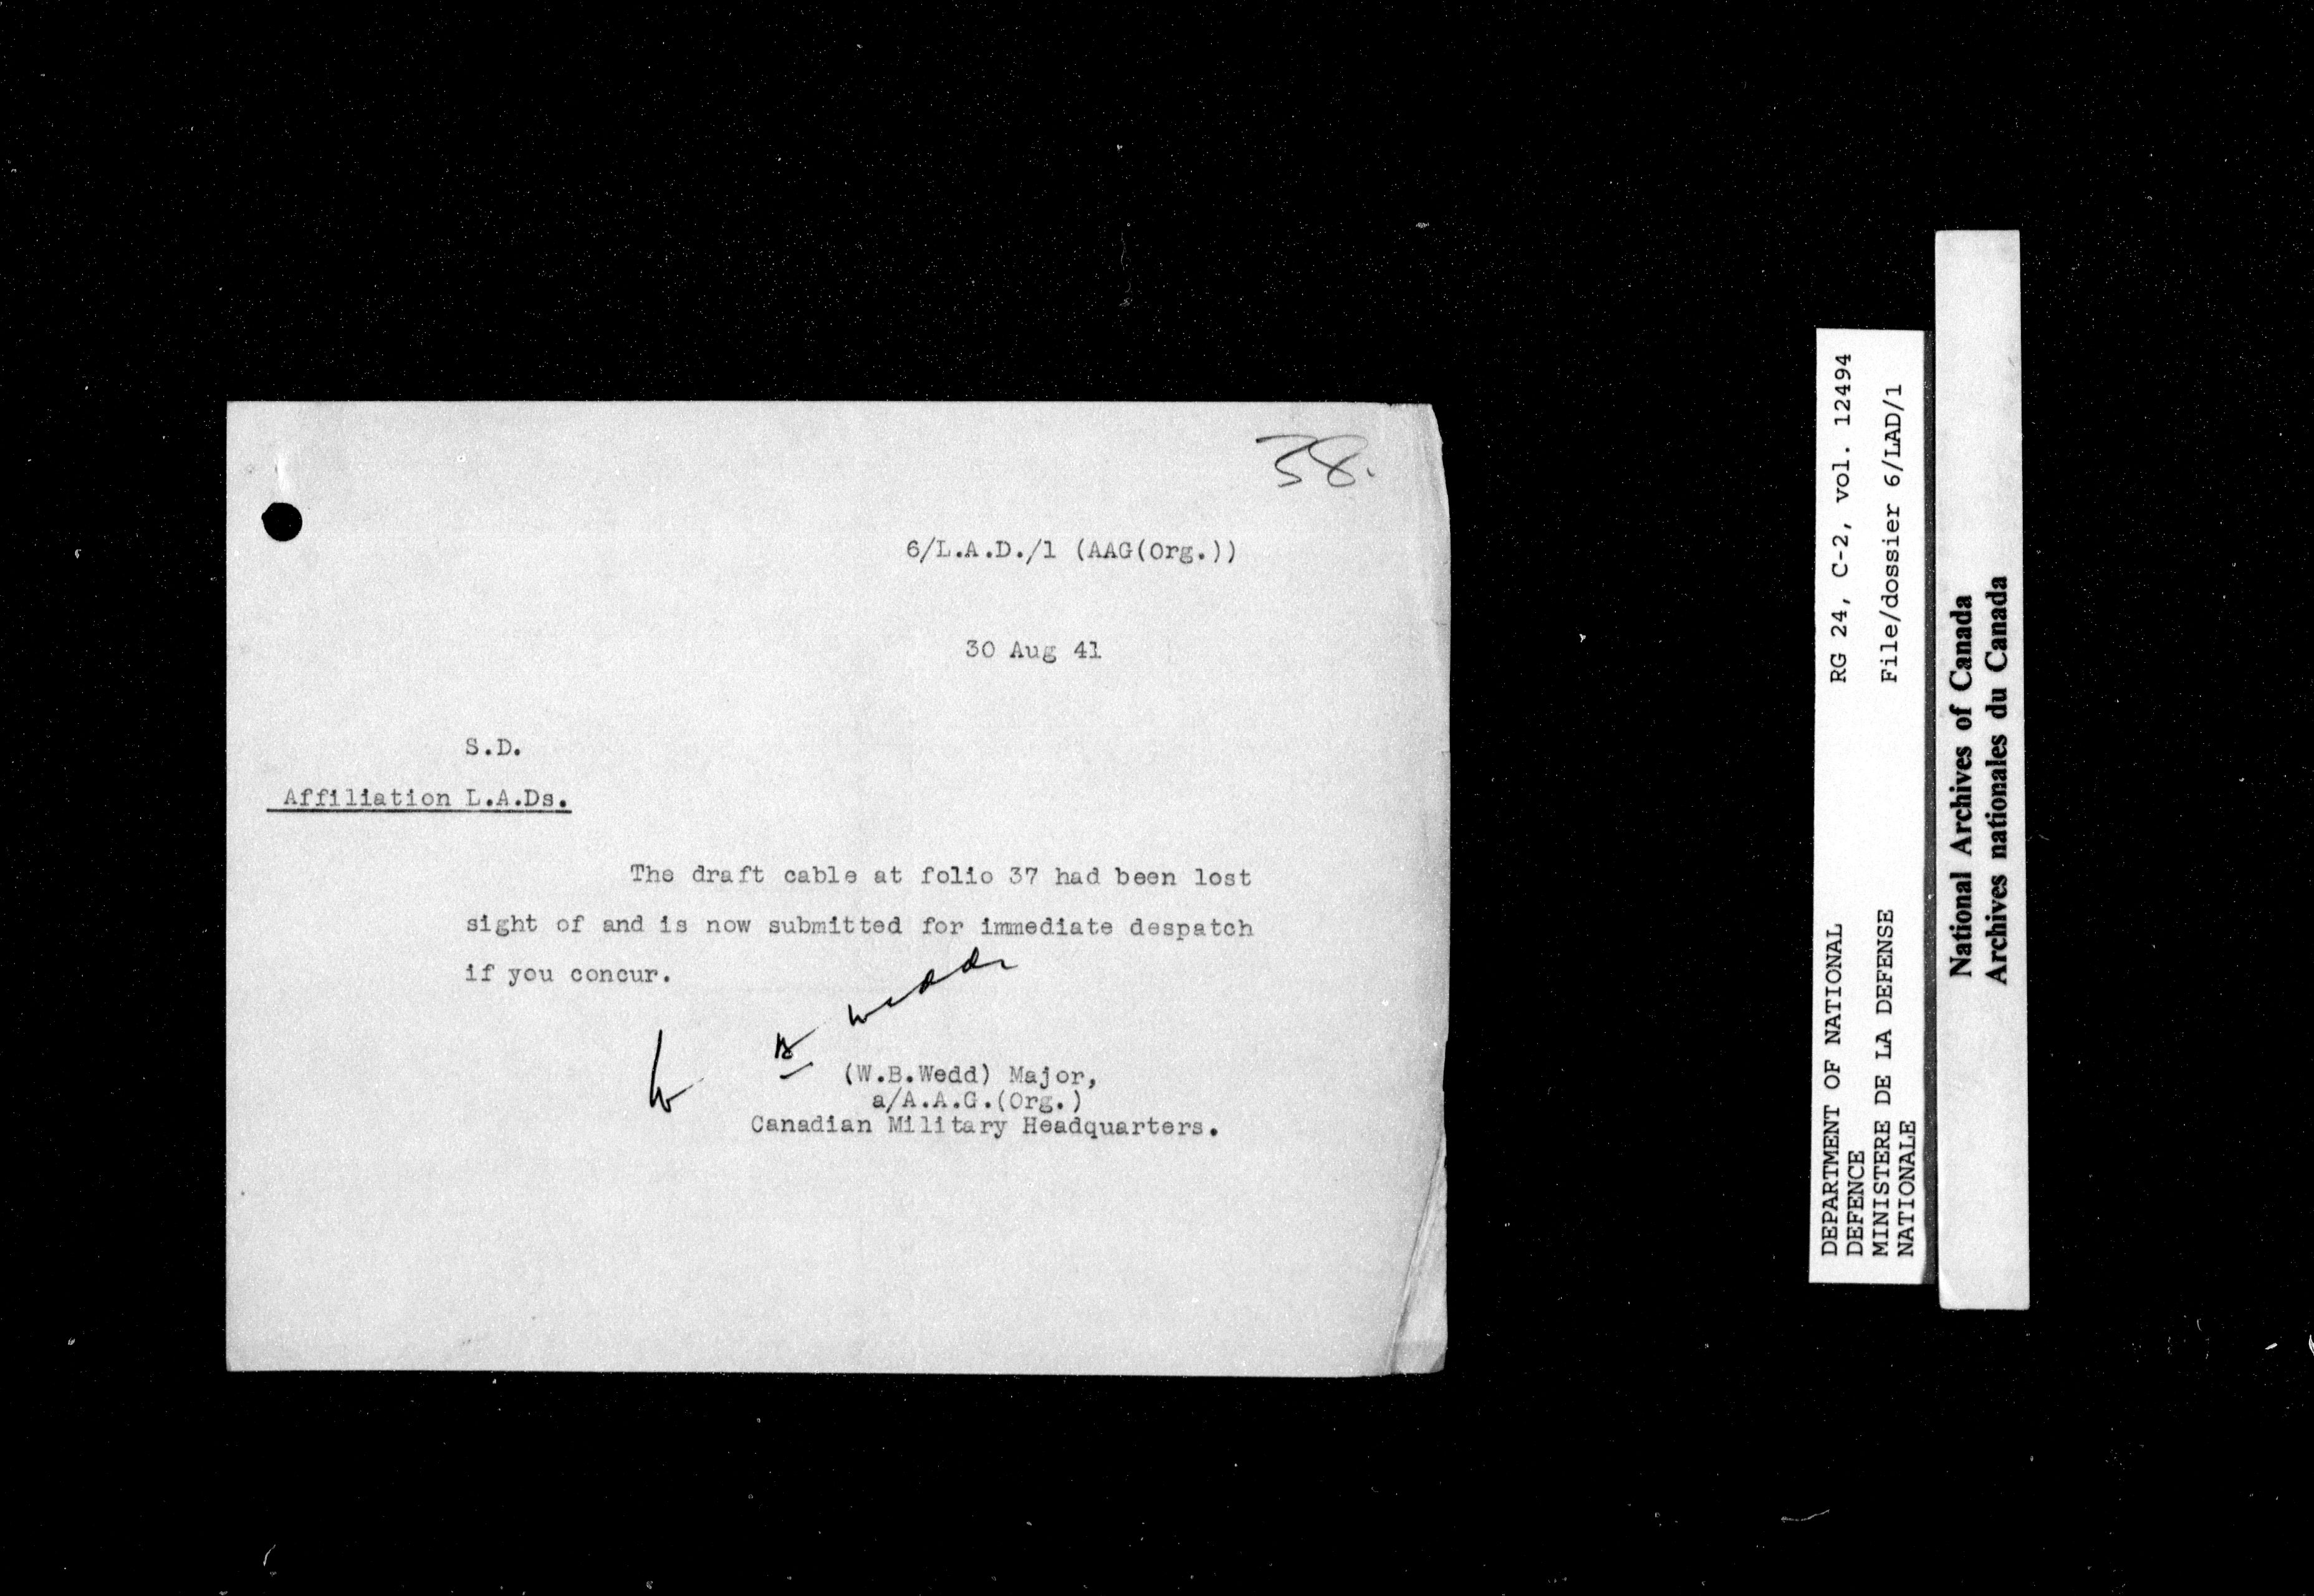 38.
6/L.A.D./1 (AAG(Org.))
30 Aug 41
S.D.
Affiliation L.A.Ds.
The draft cable at folio 37 had been lost
sight of and is now submitted for immediate despatch
if you concur.
W B Wedd
(W.B.Wedd) Major,
a/A.A.G.(Org.)
Canadian Military Headquarters.
DEPARTMENT OF NATIONAL
DEFENCE
MINISTERE DE LA DEFENSE
NATIONALE
RG 24, C-2, vol. 12494
File/dossier 6/LAD/1
National Archives of Canada
Archives nationales du Canada